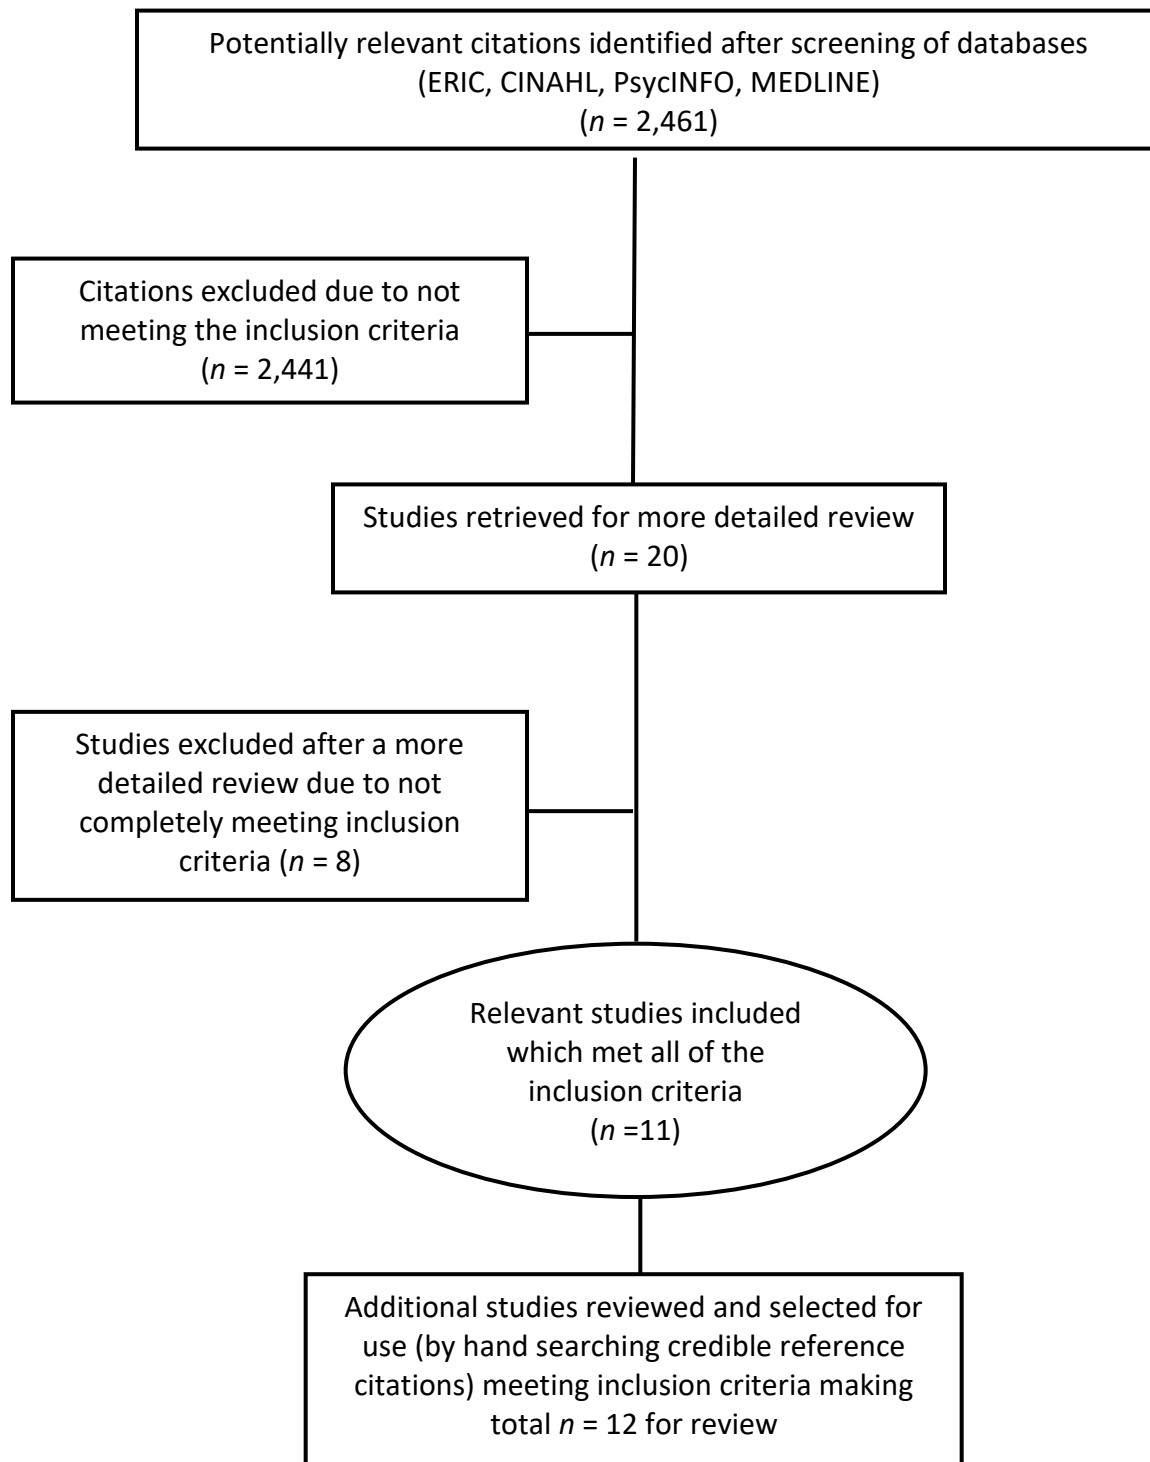 Potentially relevant citations identified after screening of databases
(ERIC, CINAHL, PsycINFO, MEDLINE)
(n = 2,461)
Citations excluded due to not
meeting the inclusion criteria
(n = 2,441)
Studies retrieved for more detailed review
(n = 20)
Studies excluded after a more
detailed review due to not
completely meeting inclusion
criteria (n = 8)
Relevant studies included
which met all of the
inclusion criteria
(n =11)
Additional studies reviewed and selected for
use (by hand searching credible reference
citations) meeting inclusion criteria making
total n = 12 for review